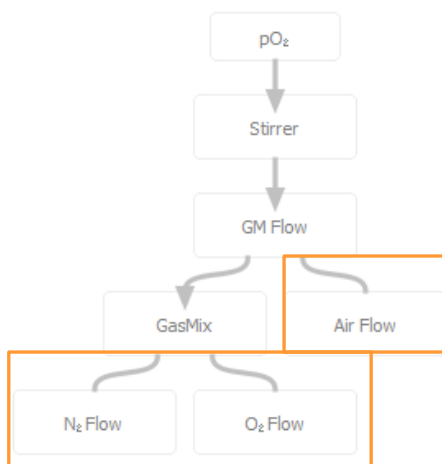 pO₂
Stirrer
GM Flow
GasMix
Air Flow
N₂ Flow
O₂ Flow